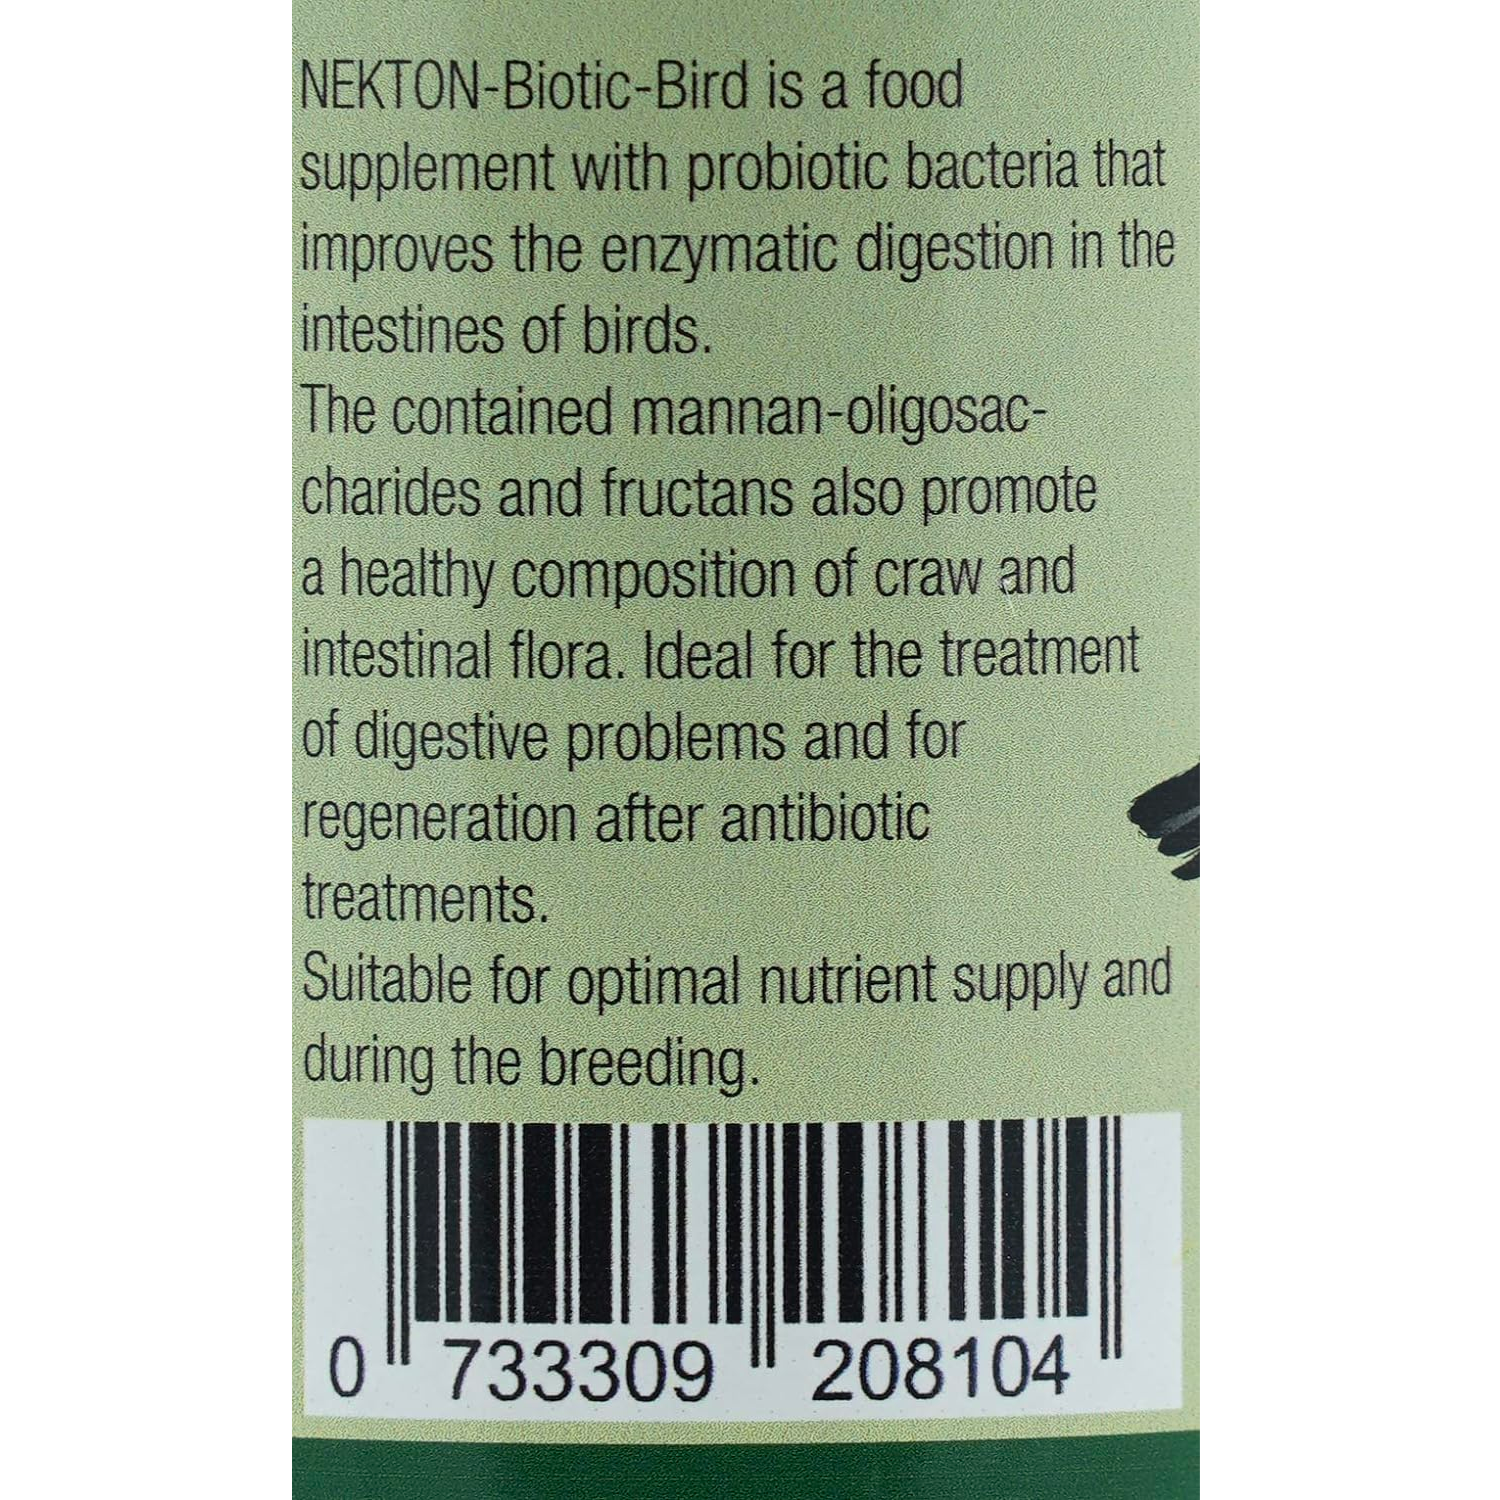 NEKTON-Biotic-Bird is a food
supplement with probiotic bacteria that
improves the enzymatic digestion in the
intestines of birds.
The contained mannan-oligosac-
charides and fructans also promote
a healthy composition of craw and
intestinal flora. Ideal for the treatment
of digestive problems and for
regeneration after antibiotic
treatments.
Suitable for optimal nutrient supply and
during the breeding.
0 733309 208104